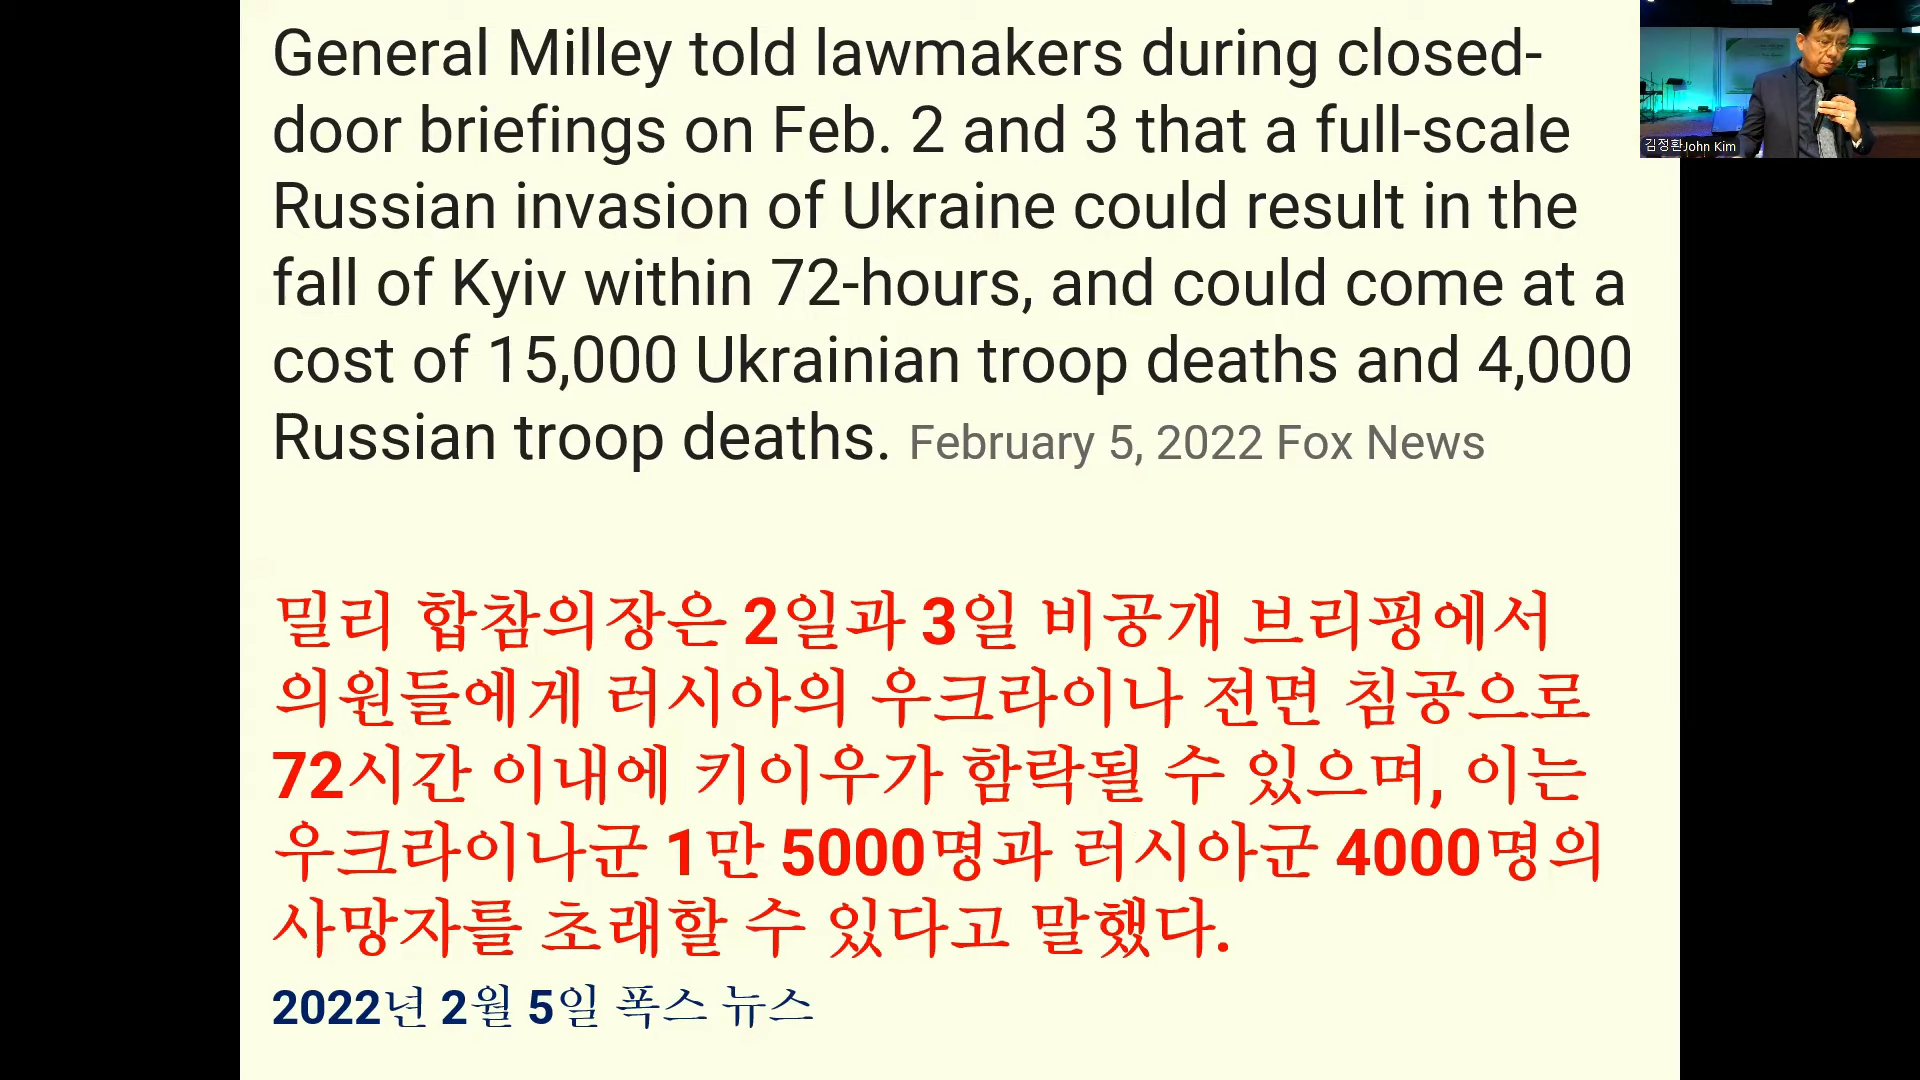 General Milley told lawmakers during closed-
door briefings on Feb. 2 and 3 that a full-scale
Russian invasion of Ukraine could result in the
fall of Kyiv within 72-hours, and could come at a
cost of 15,000 Ukrainian troop deaths and 4,000
Russian troop deaths. February 5, 2022 Fox News
김정환John Kim
밀리 합참의장은 2일과 3일 비공개 브리핑에서
의원들에게 러시아의 우크라이나 전면 침공으로
72시간 이내에 키이우가 함락될 수 있으며, 이는
우크라이나군 1만 5000명과 러시아군 4000명의
사망자를 초래할 수 있다고 말했다.
2022년 2월 5일 폭스 뉴스